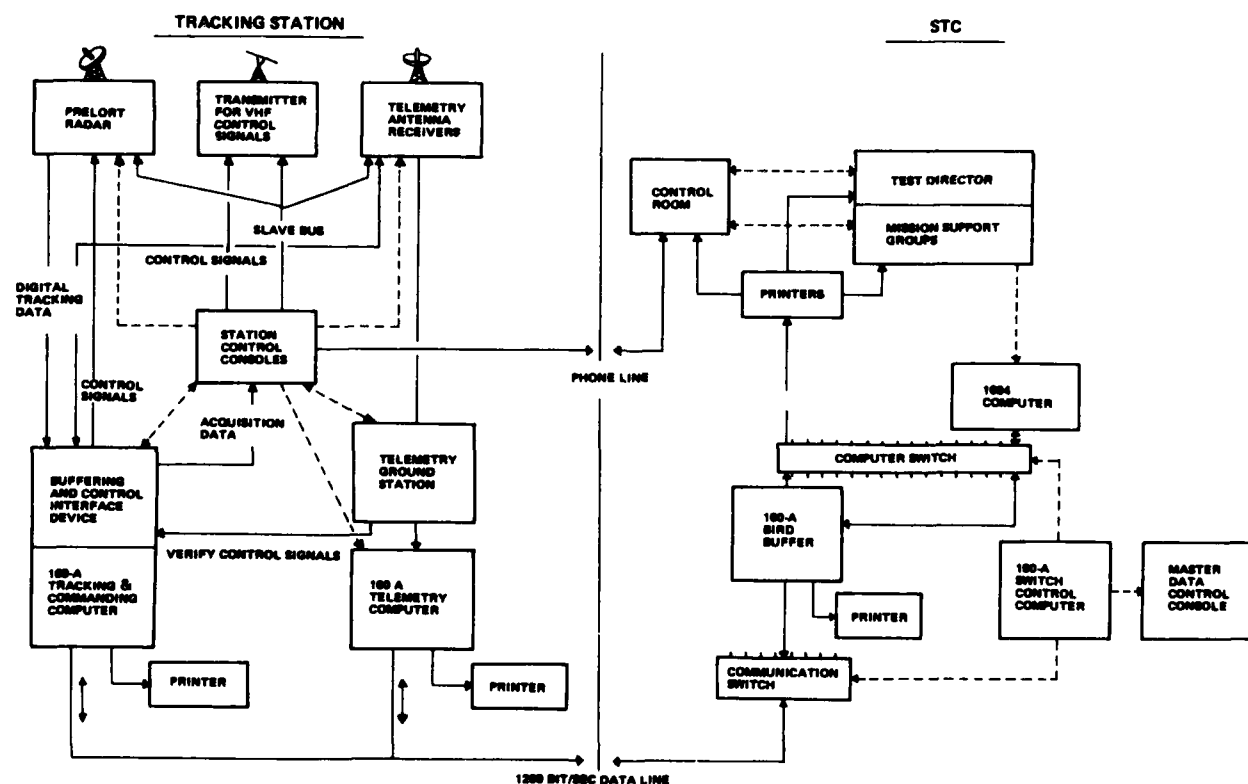 TRACKING STATION
STC
PRELORT
RADAR
TRANSMITTER
FOR VHF
CONTROL
SIGNALS
TELEMETRY
ANTENNA
RECEIVERS
CONTROL
ROOM
TEST DIRECTOR
MISSION SUPPORT
GROUPS
SLAVE BUS
CONTROL SIGNALS
DIGITAL
TRACKING
DATA
PRINTERS
STATION
CONTROL
CONSOLES
PHONE LINE
CONTROL
SIGNALS
ACQUISITION
DATA
1604
COMPUTER
COMPUTER SWITCH
BUFFERING
AND CONTROL
INTERFACE
DEVICE
TELEMETRY
GROUND
STATION
160-A
BIRD
BUFFER
VERIFY CONTROL SIGNALS
160-A
TRACKING &
COMMANDING
COMPUTER
160 A
TELEMETRY
COMPUTER
160-A
SWITCH
CONTROL
COMPUTER
MASTER
DATA
CONTROL
CONSOLE
PRINTER
PRINTER
PRINTER
COMMUNICATION
SWITCH
1200 BIT/SEC DATA LINE